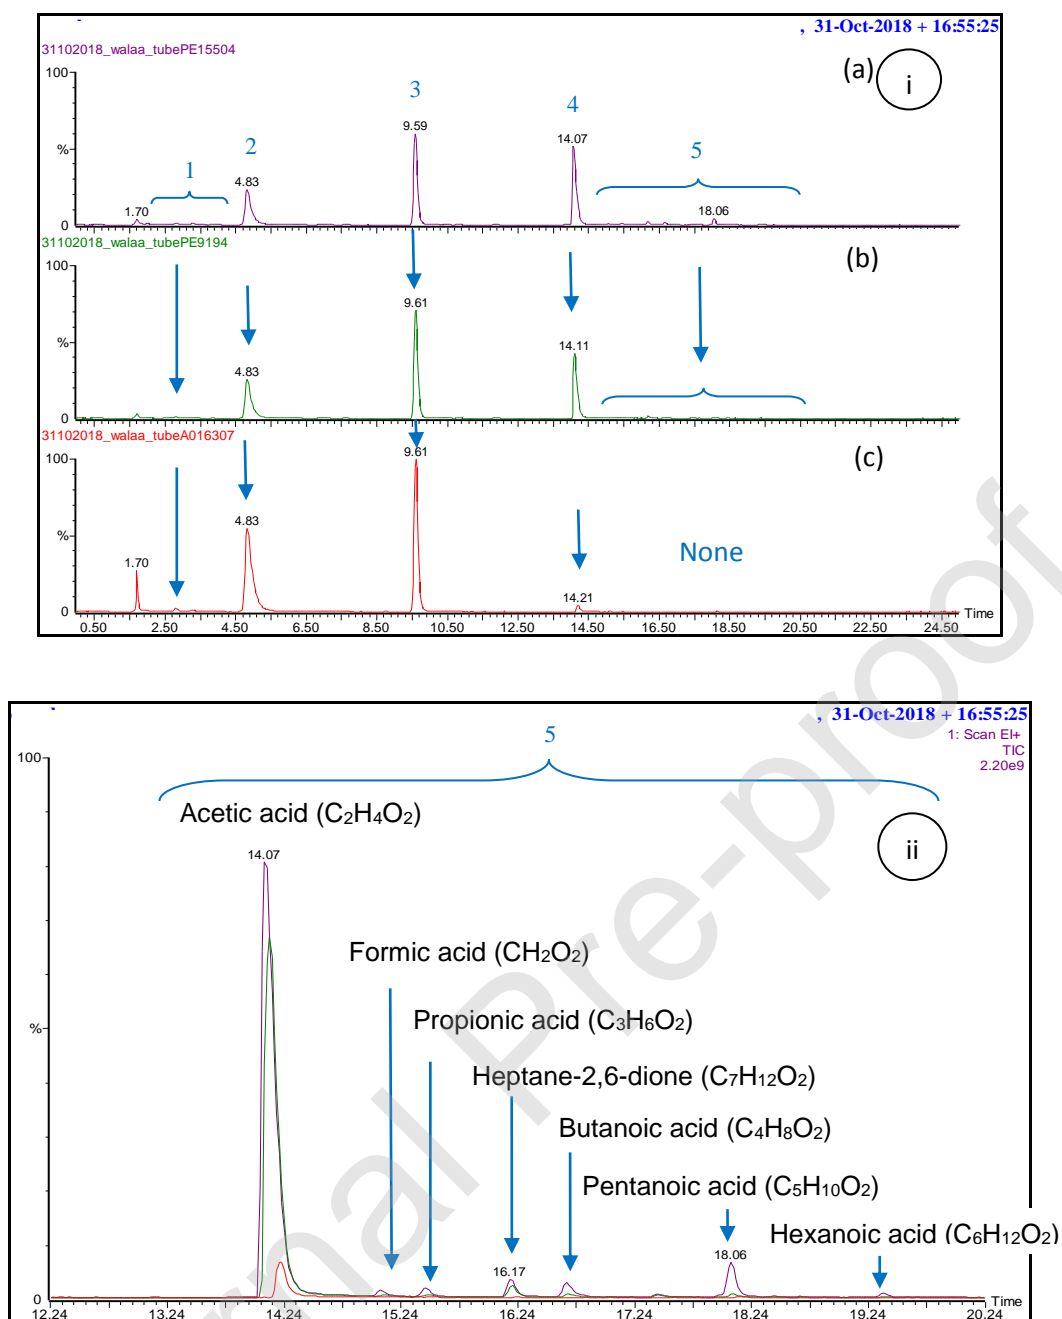 , 31-Oct-2018 + 16:55:25
31102018_walaa_tubePE15504
(a)
i
100
%
0
1
2
3
4
5
1.70
4.83
9.59
14.07
18.06
31102018_walaa_tubePE9194
(b)
100
%
0
4.83
9.61
14.11
31102018_walaa_tubeA016307
(c)
100
%
0
1.70
4.83
9.61
14.21
None
Time
0.50 2.50 4.50 6.50 8.50 10.50 12.50 14.50 16.50 18.50 20.50 22.50 24.50
, 31-Oct-2018 + 16:55:25
1: Scan EI+
TIC
2.20e9
5
100
%
0
ii
Acetic acid (C2H4O2)
14.07
Formic acid (CH2O2)
Propionic acid (C3H6O2)
Heptane-2,6-dione (C7H12O2)
Butanoic acid (C4H8O2)
Pentanoic acid (C5H10O2)
Hexanoic acid (C6H12O2)
16.17
18.06
Time
12.24 13.24 14.24 15.24 16.24 17.24 18.24 19.24 20.24
rnal Pre-proof